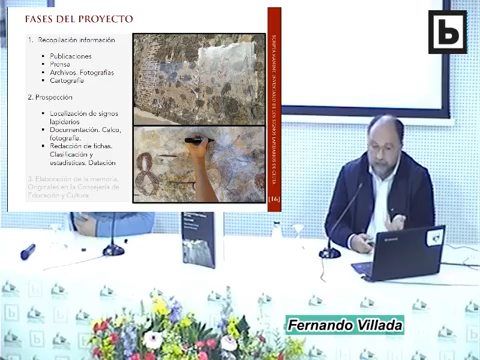 FASES DEL PROYECTO
1. Recopilación información
• Publicaciones
• Prensa
• Archivos. Fotografías
• Cartografía
2. Prospección
• Localización de signos
lapidarios
• Documentación. Calco,
fotografía.
• Redacción de fichas.
Clasificación y
estadísticas. Datación
3. Elaboración de la memoria.
Originales en la Consejería de
Educación y Cultura
[16]
b
Fernando Villada